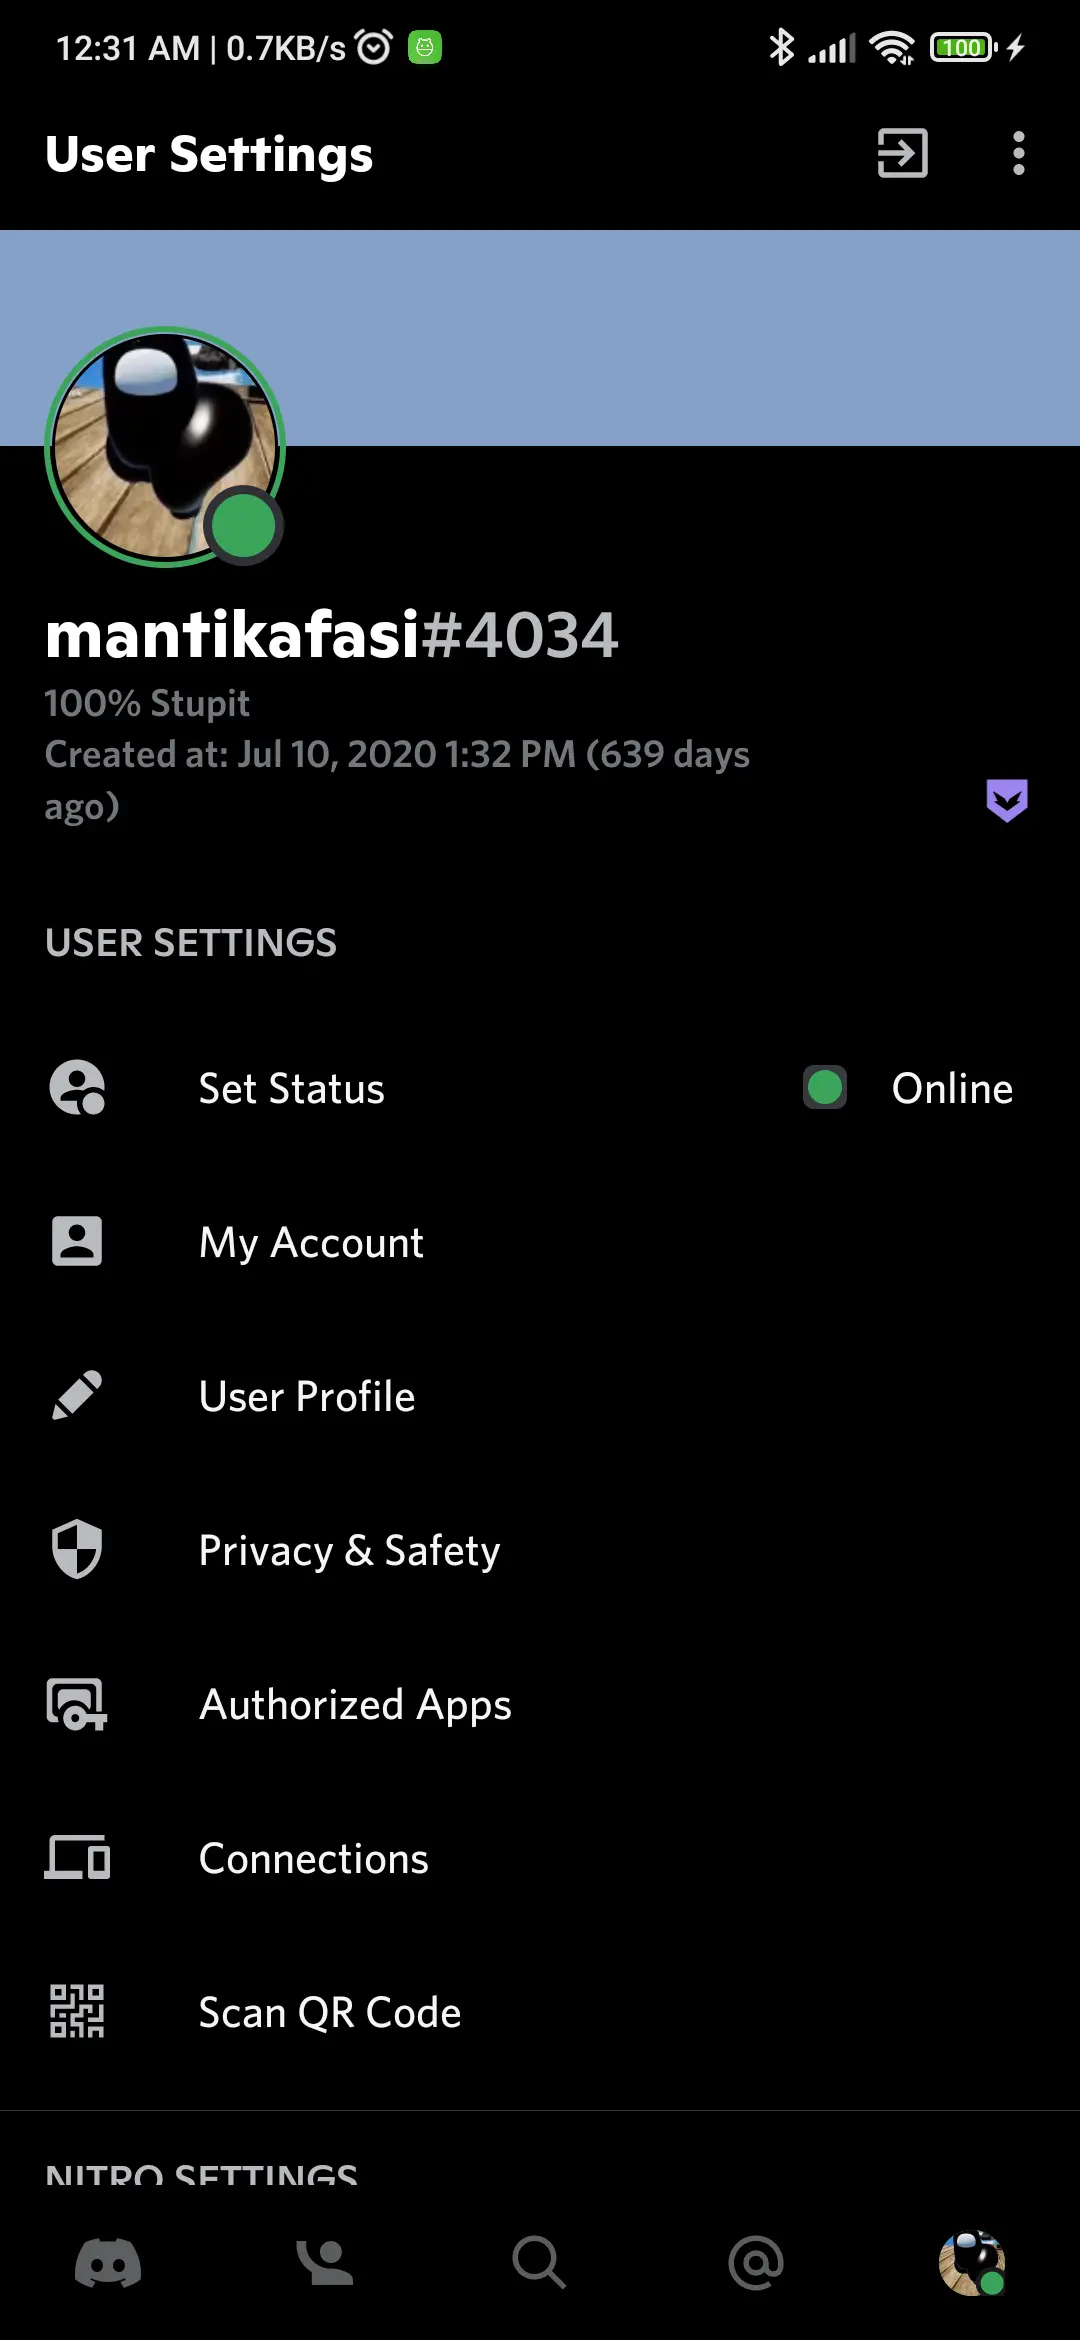 12:31 AM | 0.7KB/s
100
User Settings
mantikafasi#4034
100% Stupit
Created at: Jul 10, 2020 1:32 PM (639 days
ago)
USER SETTINGS
Set Status
Online
My Account
User Profile
Privacy & Safety
Authorized Apps
Connections
Scan QR Code
NITRO SETTINGS